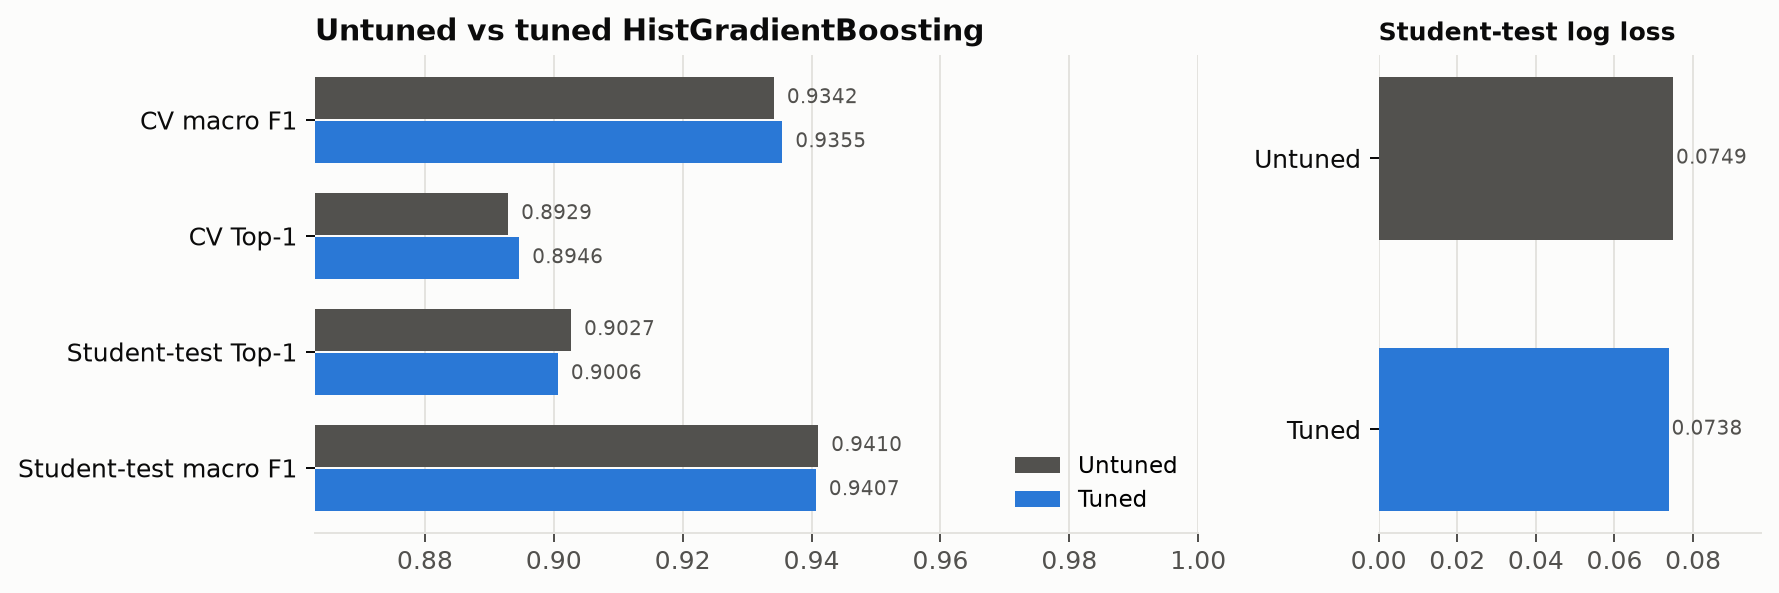 Untuned vs tuned HistGradientBoosting
CV macro F1
0.9342
0.9355
CV Top-1
0.8929
0.8946
Student-test Top-1
0.9027
0.9006
Student-test macro F1
0.9410
0.9407
Untuned
Tuned
0.88 0.90 0.92 0.94 0.96 0.98 1.00
Student-test log loss
Untuned
0.0749
Tuned
0.0738
0.00 0.02 0.04 0.06 0.08